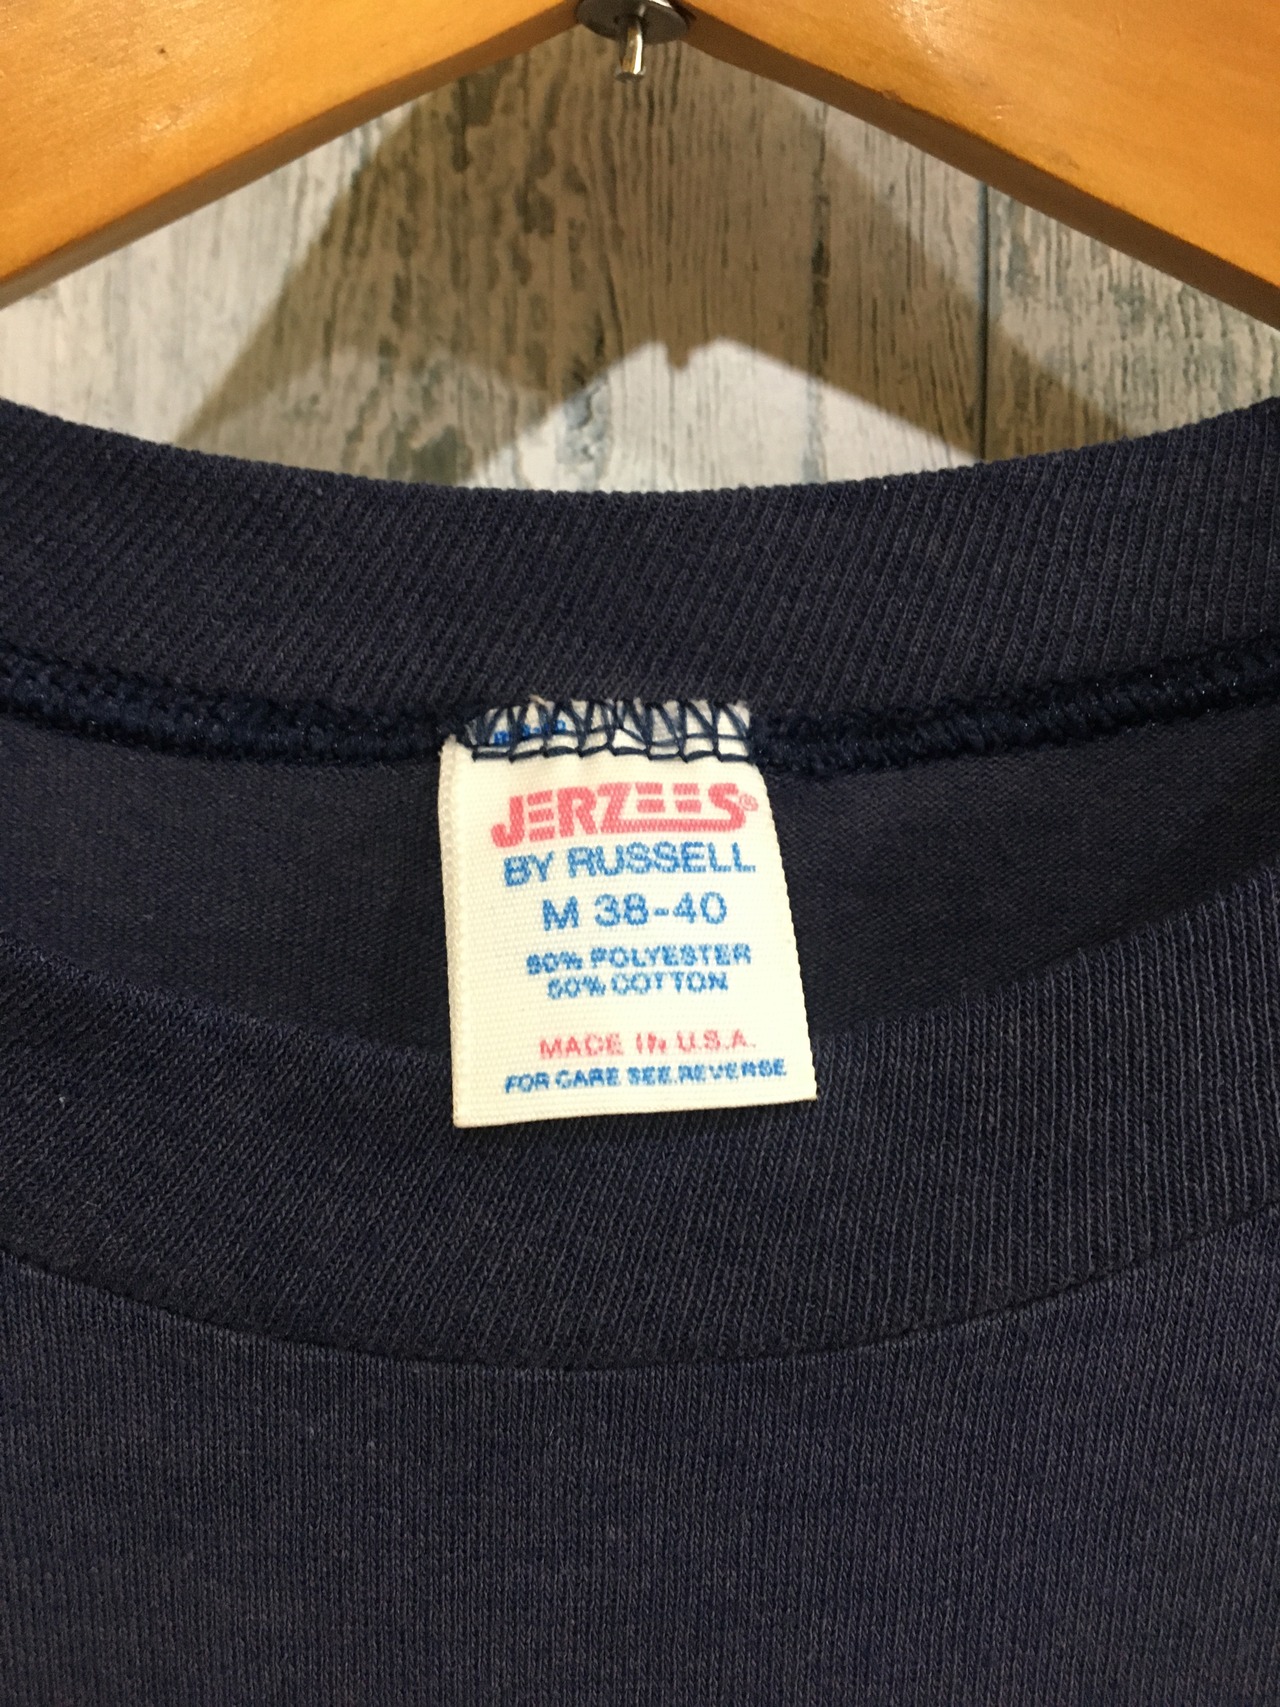 JERZEES®
BY RUSSELL
M 38-40
50% POLYESTER
50% COTTON
MADE IN U.S.A.
FOR CARE SEE REVERSE